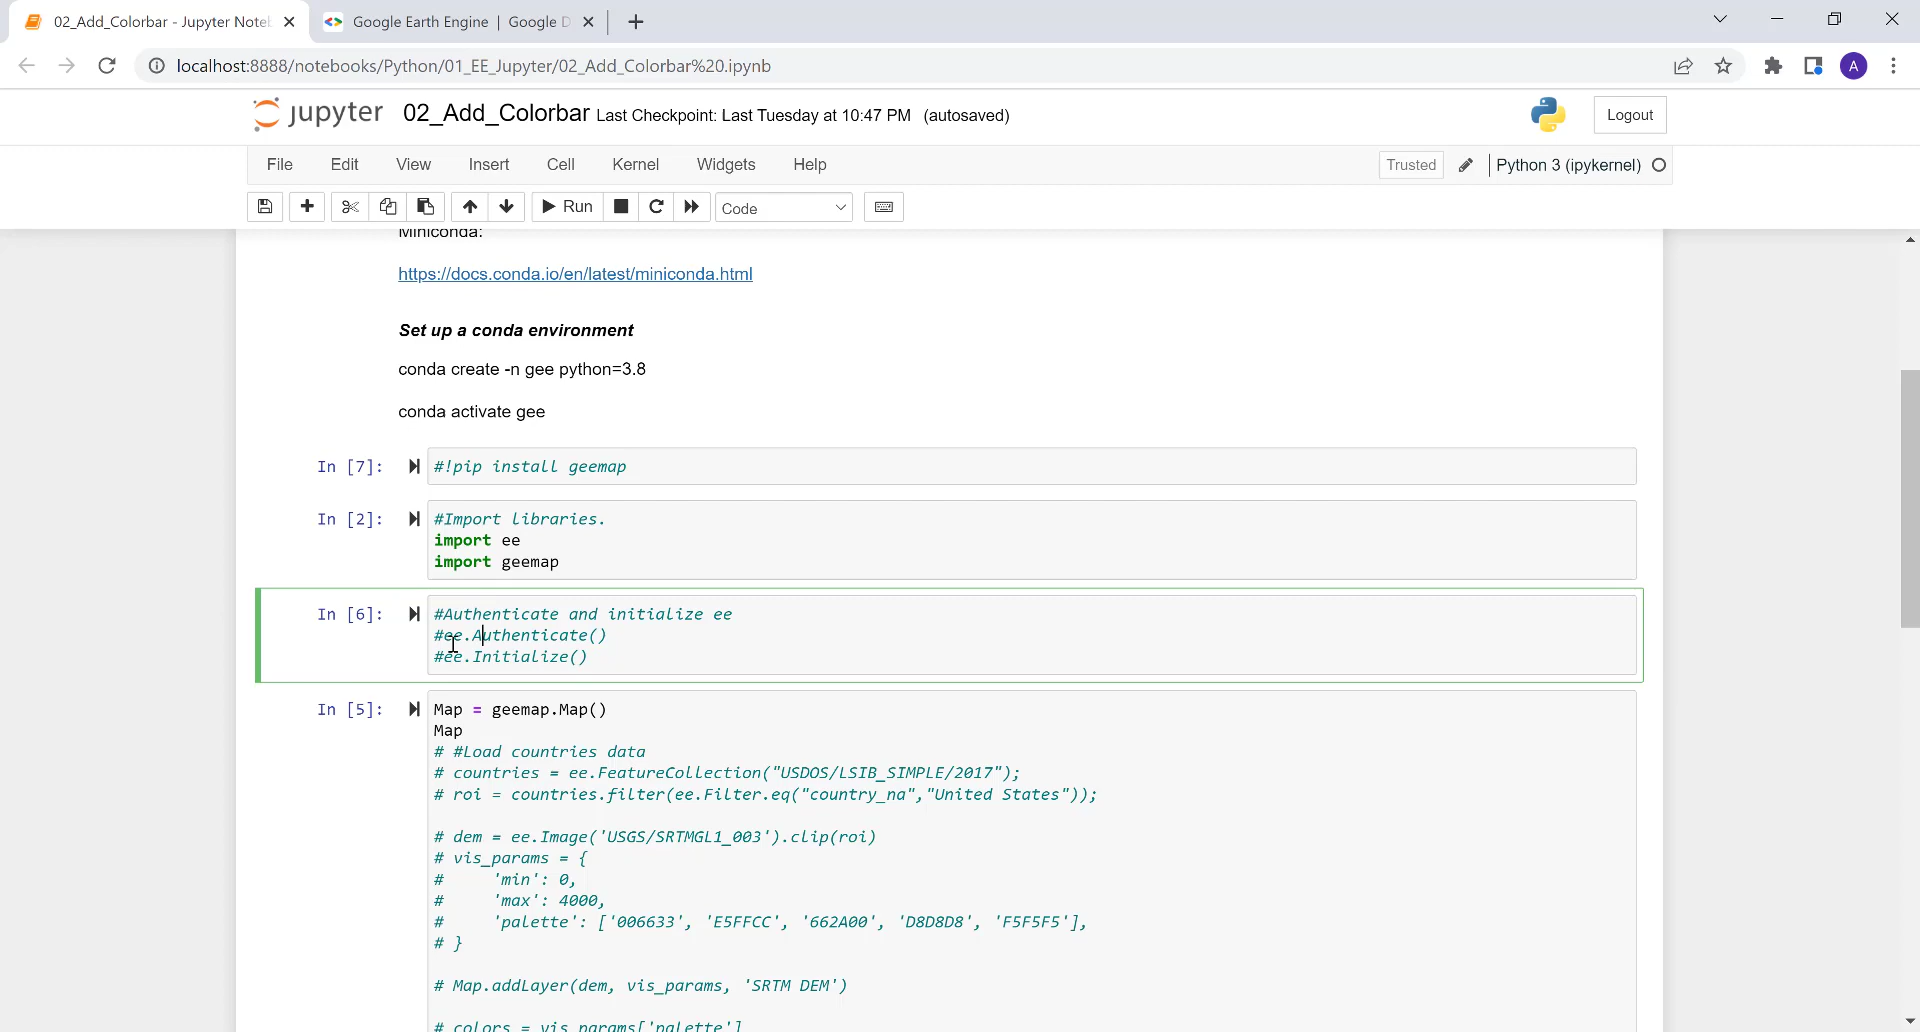 02_Add_Colorbar - Jupyter Note
Google Earth Engine | Google D
localhost:8888/notebooks/Python/01_EE_Jupyter/02_Add_Colorbar%20.ipynb
A
jupyter 02_Add_Colorbar Last Checkpoint: Last Tuesday at 10:47 PM (autosaved)
Logout
File Edit View Insert Cell Kernel Widgets Help
Trusted
Python 3 (ipykernel)
Run
Code
Miniconda:
https://docs.conda.io/en/latest/miniconda.html
Set up a conda environment
conda create -n gee python=3.8
conda activate gee
In [7]: #!pip install geemap
In [2]: #Import libraries.
import ee
import geemap
In [6]: #Authenticate and initialize ee
#ee.Authenticate()
#ee.Initialize()
In [5]: Map = geemap.Map()
Map
# #Load countries data
# countries = ee.FeatureCollection("USDOS/LSIB_SIMPLE/2017");
# roi = countries.filter(ee.Filter.eq("country_na","United States"));
# dem = ee.Image('USGS/SRTMGL1_003').clip(roi)
# vis_params = {
#     'min': 0,
#     'max': 4000,
#     'palette': ['006633', 'E5FFCC', '662A00', 'D8D8D8', 'F5F5F5'],
# }
# Map.addLayer(dem, vis_params, 'SRTM DEM')
# colors = vis_params['palette']